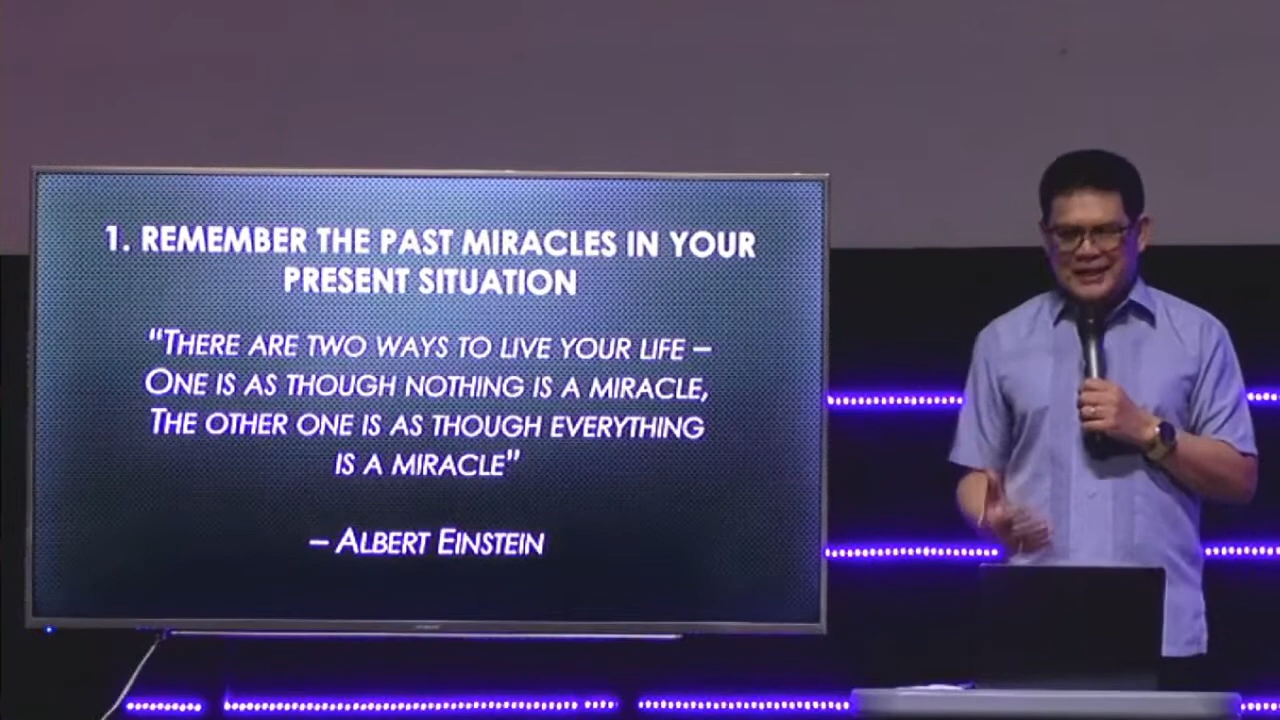 1. REMEMBER THE PAST MIRACLES IN YOUR
PRESENT SITUATION
"THERE ARE TWO WAYS TO LIVE YOUR LIFE –
ONE IS AS THOUGH NOTHING IS A MIRACLE,
THE OTHER ONE IS AS THOUGH EVERYTHING
IS A MIRACLE"
– ALBERT EINSTEIN